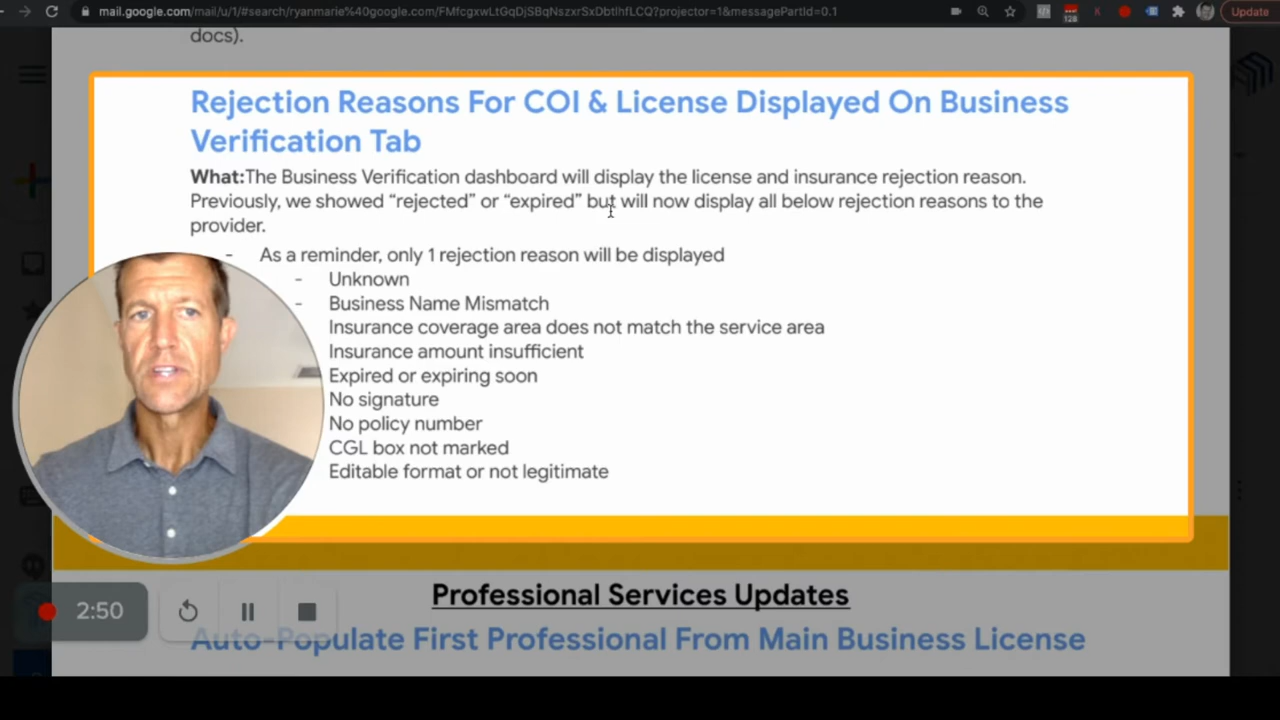 mail.google.com/mail/u/1/#search/ryanmarie%40google.com/FMfcgxwLtGqDjSBqNszxrSxDbtlhfLCQ?projector=1&messagePartId=0.1
128
K
Update
docs).
Rejection Reasons For COI & License Displayed On Business
Verification Tab
What:The Business Verification dashboard will display the license and insurance rejection reason.
Previously, we showed “rejected” or “expired” but will now display all below rejection reasons to the
provider.
- As a reminder, only 1 rejection reason will be displayed
- Unknown
- Business Name Mismatch
Insurance coverage area does not match the service area
Insurance amount insufficient
Expired or expiring soon
No signature
No policy number
CGL box not marked
Editable format or not legitimate
Professional Services Updates
2:50
Auto-Populate First Professional From Main Business License